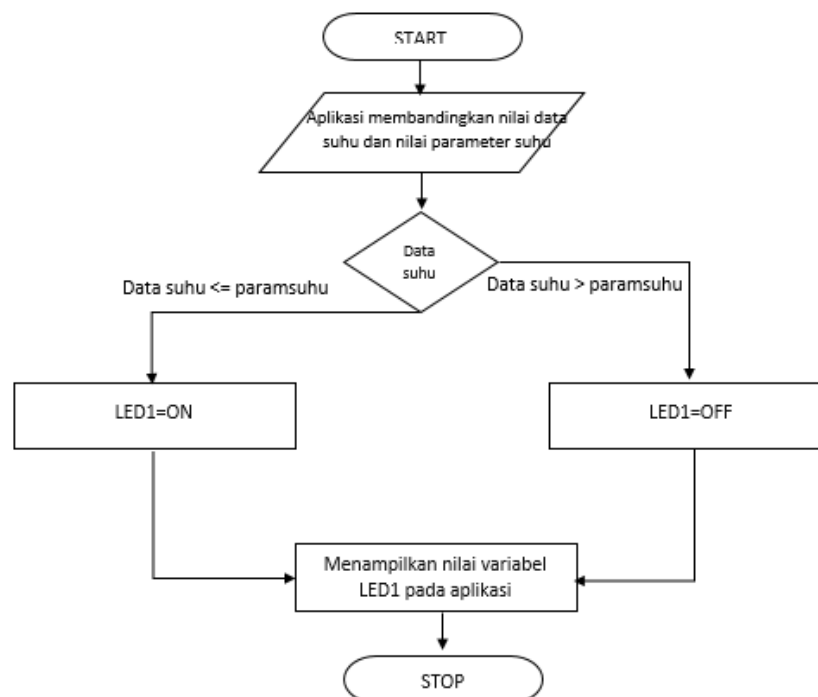 START
Aplikasi membandingkan nilai data
suhu dan nilai parameter suhu
Data
suhu
Data suhu <= paramsuhu
Data suhu > paramsuhu
LED1=ON
LED1=OFF
Menampilkan nilai variabel
LED1 pada aplikasi
STOP